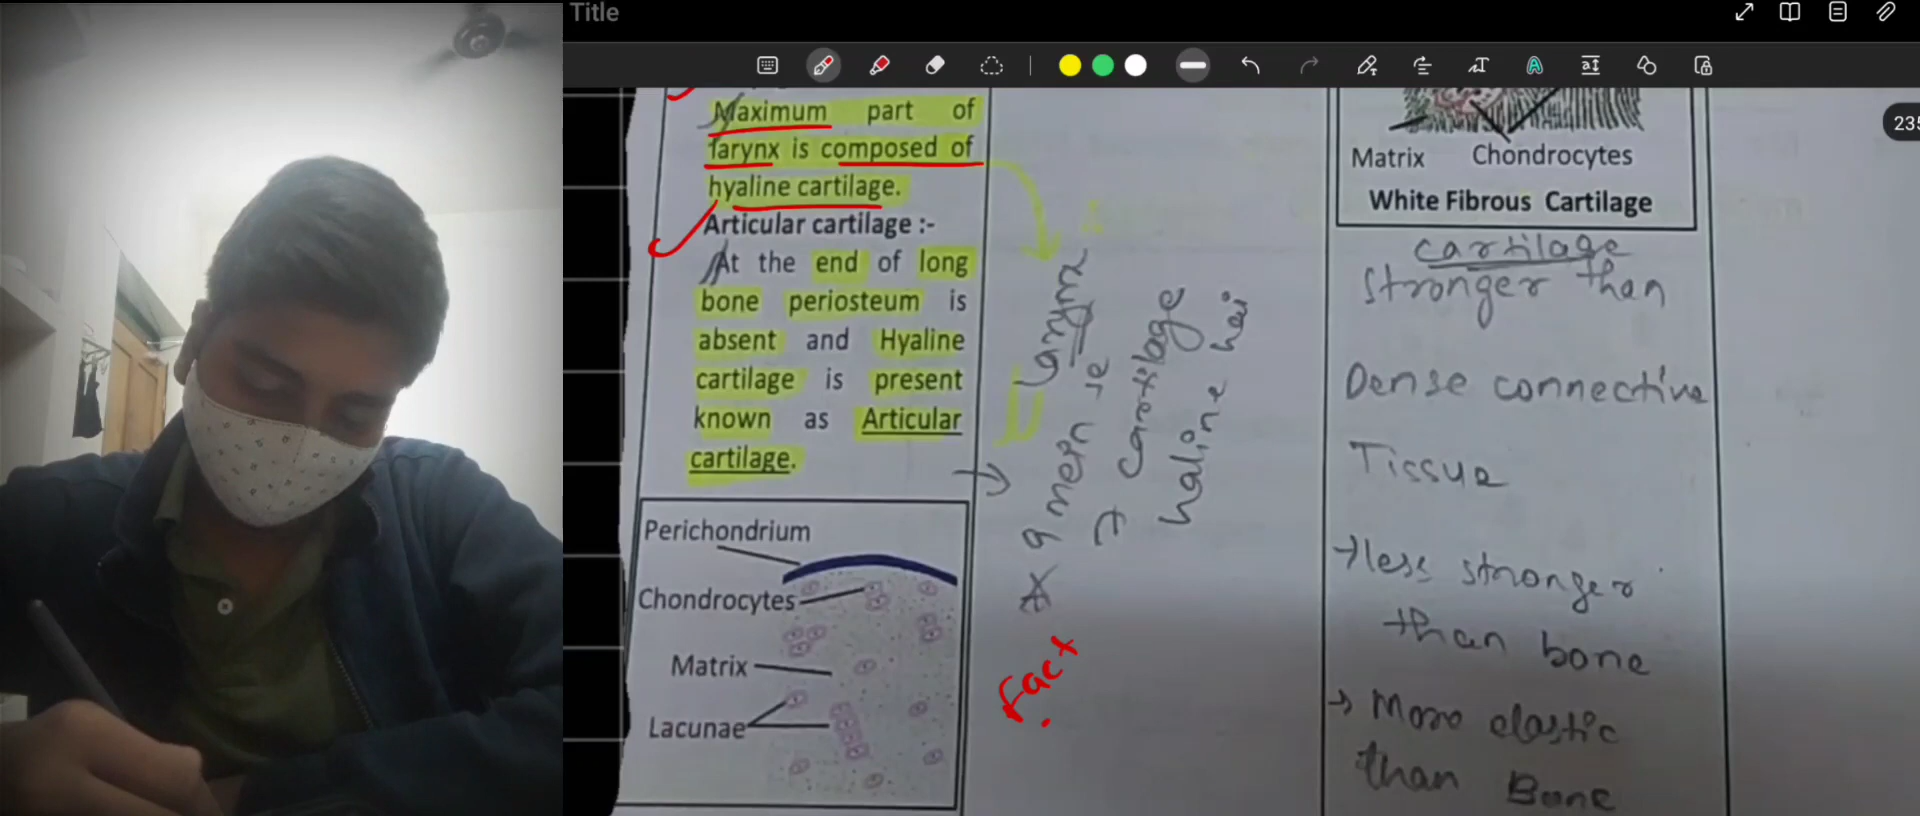 Title
235
Maximum part of
larynx is composed of
hyaline cartilage.
Articular cartilage :-
At the end of long
bone periosteum is
absent and Hyaline
cartilage is present
known as Articular
cartilage.
Perichondrium
Chondrocytes
Matrix
Lacunae
Larynx
9 mein se
cartilage
haline hai
Fact
Matrix Chondrocytes
White Fibrous Cartilage
cartilage
Stronger than
Dense connective
Tissue
→less stronger
than bone
→ More elastic
than Bone